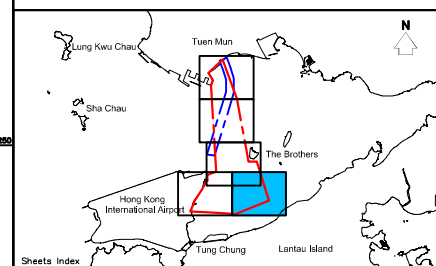 N
Tuen Mun
Lung Kwu Chau
Sha Chau
250
The Brothers
Hong Kong
International Airport
Tung Chung
Lantau Island
Sheets Index